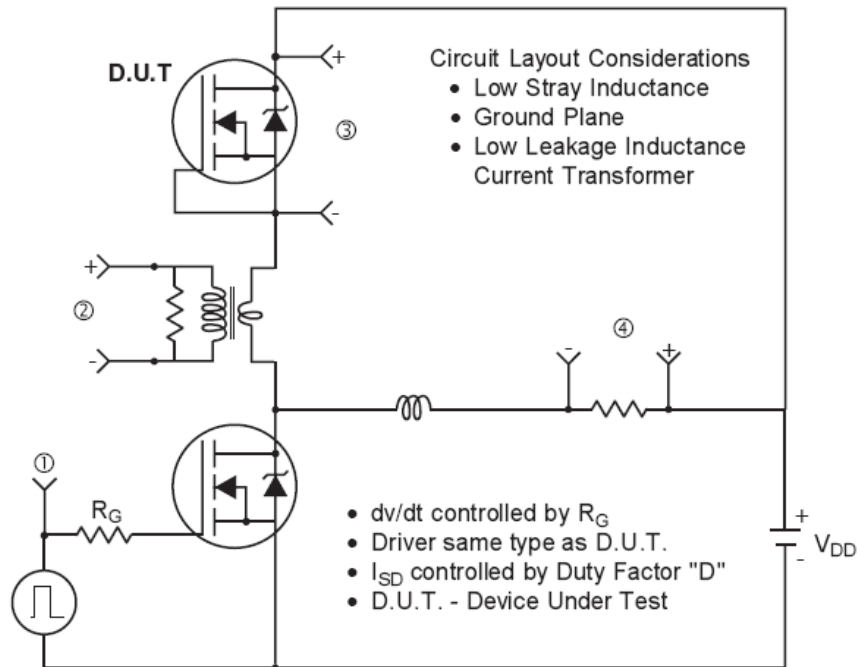 D.U.T
+
-
③
Circuit Layout Considerations
• Low Stray Inductance
• Ground Plane
• Low Leakage Inductance
Current Transformer
+
②
-
④
-
+
①
R_G
• dv/dt controlled by R_G
• Driver same type as D.U.T.
• I_SD controlled by Duty Factor "D"
• D.U.T. - Device Under Test
+
-
V_DD